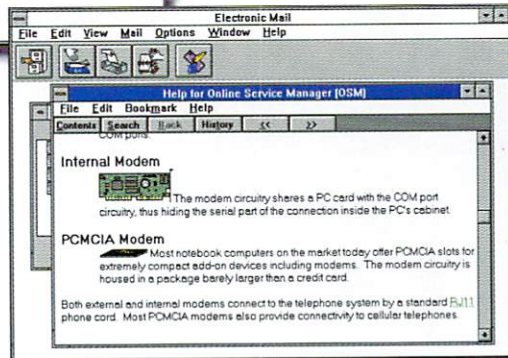 Electronic Mail
File Edit View Mail Options Window Help
Help for Online Service Manager [OSM]
File Edit Bookmark Help
Contents Search Back History << >>
COM ports.
Internal Modem
The modem circuitry shares a PC card with the COM port
circuitry, thus hiding the serial part of the connection inside the PC's cabinet.
PCMCIA Modem
Most notebook computers on the market today offer PCMCIA slots for
extremely compact add-on devices including modems. The modem circuitry is
housed in a package barely larger than a credit card.
Both external and internal modems connect to the telephone system by a standard RJ11
phone cord. Most PCMCIA modems also provide connectivity to cellular telephones.